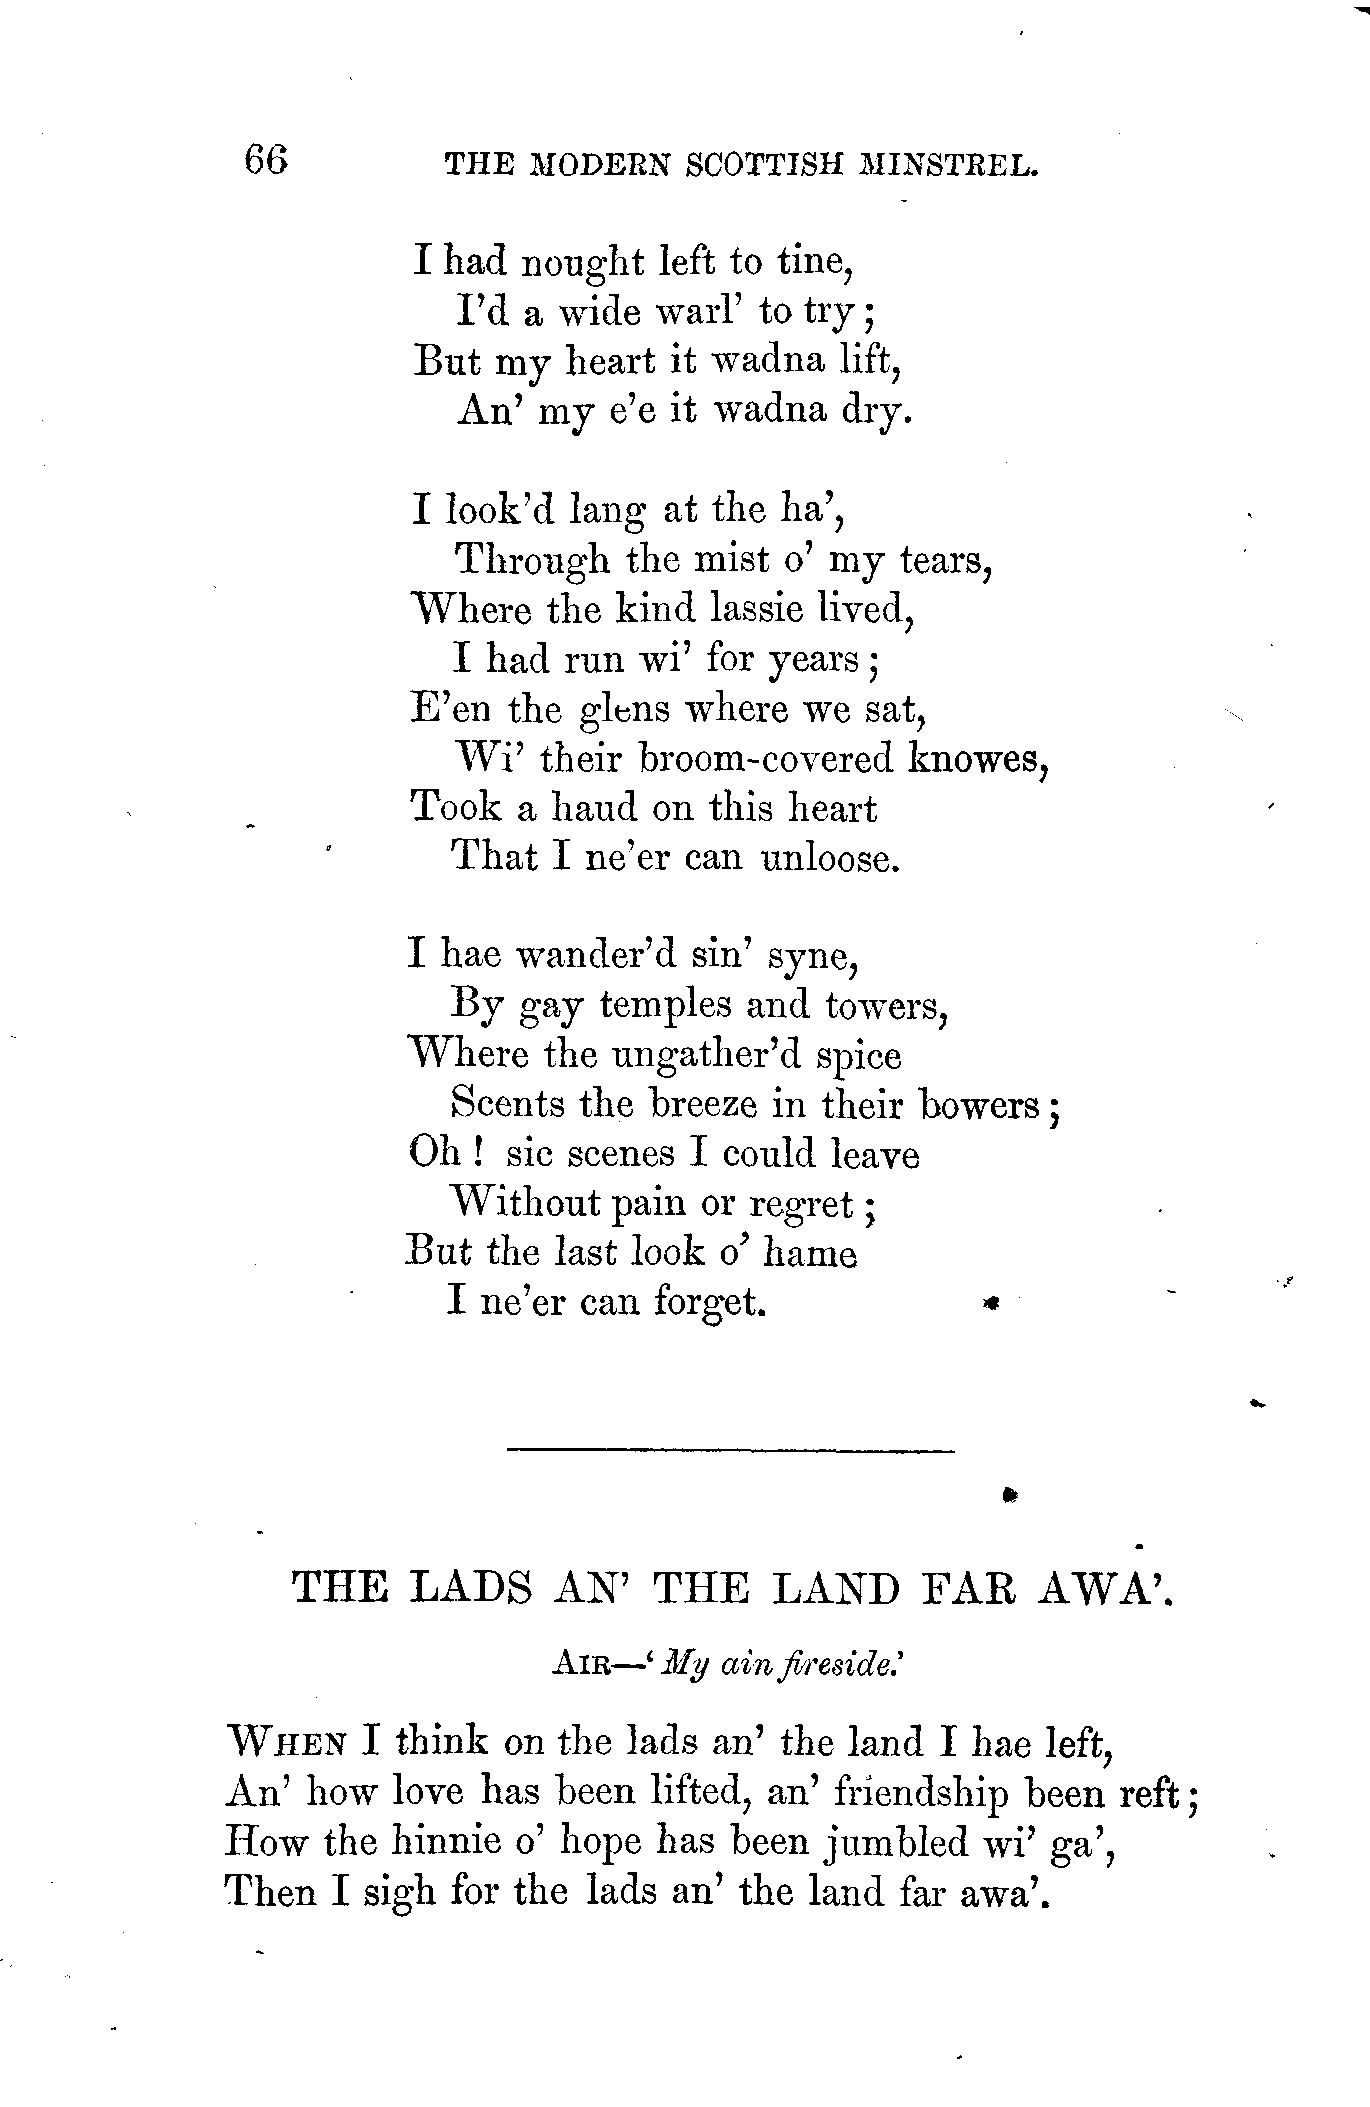 66 THE MODERN SCOTTISH MINSTREL.
I had nought left to tine,
I'd a wide warl' to try;
But my heart it wadna lift,
An' my e'e it wadna dry.
I look'd lang at the ha',
Through the mist o' my tears,
Where the kind lassie lived,
I had run wi' for years;
E'en the glens where we sat,
Wi' their broom-covered knowes,
Took a haud on this heart
That I ne'er can unloose.
I hae wander'd sin' syne,
By gay temples and towers,
Where the ungather'd spice
Scents the breeze in their bowers;
Oh! sic scenes I could leave
Without pain or regret;
But the last look o' hame
I ne'er can forget.
THE LADS AN' THE LAND FAR AWA'.
AIR—'My ain fireside.'
WHEN I think on the lads an' the land I hae left,
An' how love has been lifted, an' friendship been reft;
How the hinnie o' hope has been jumbled wi' ga',
Then I sigh for the lads an' the land far awa'.